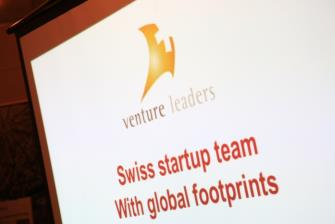 venture leaders
Swiss startup team
With global footprints